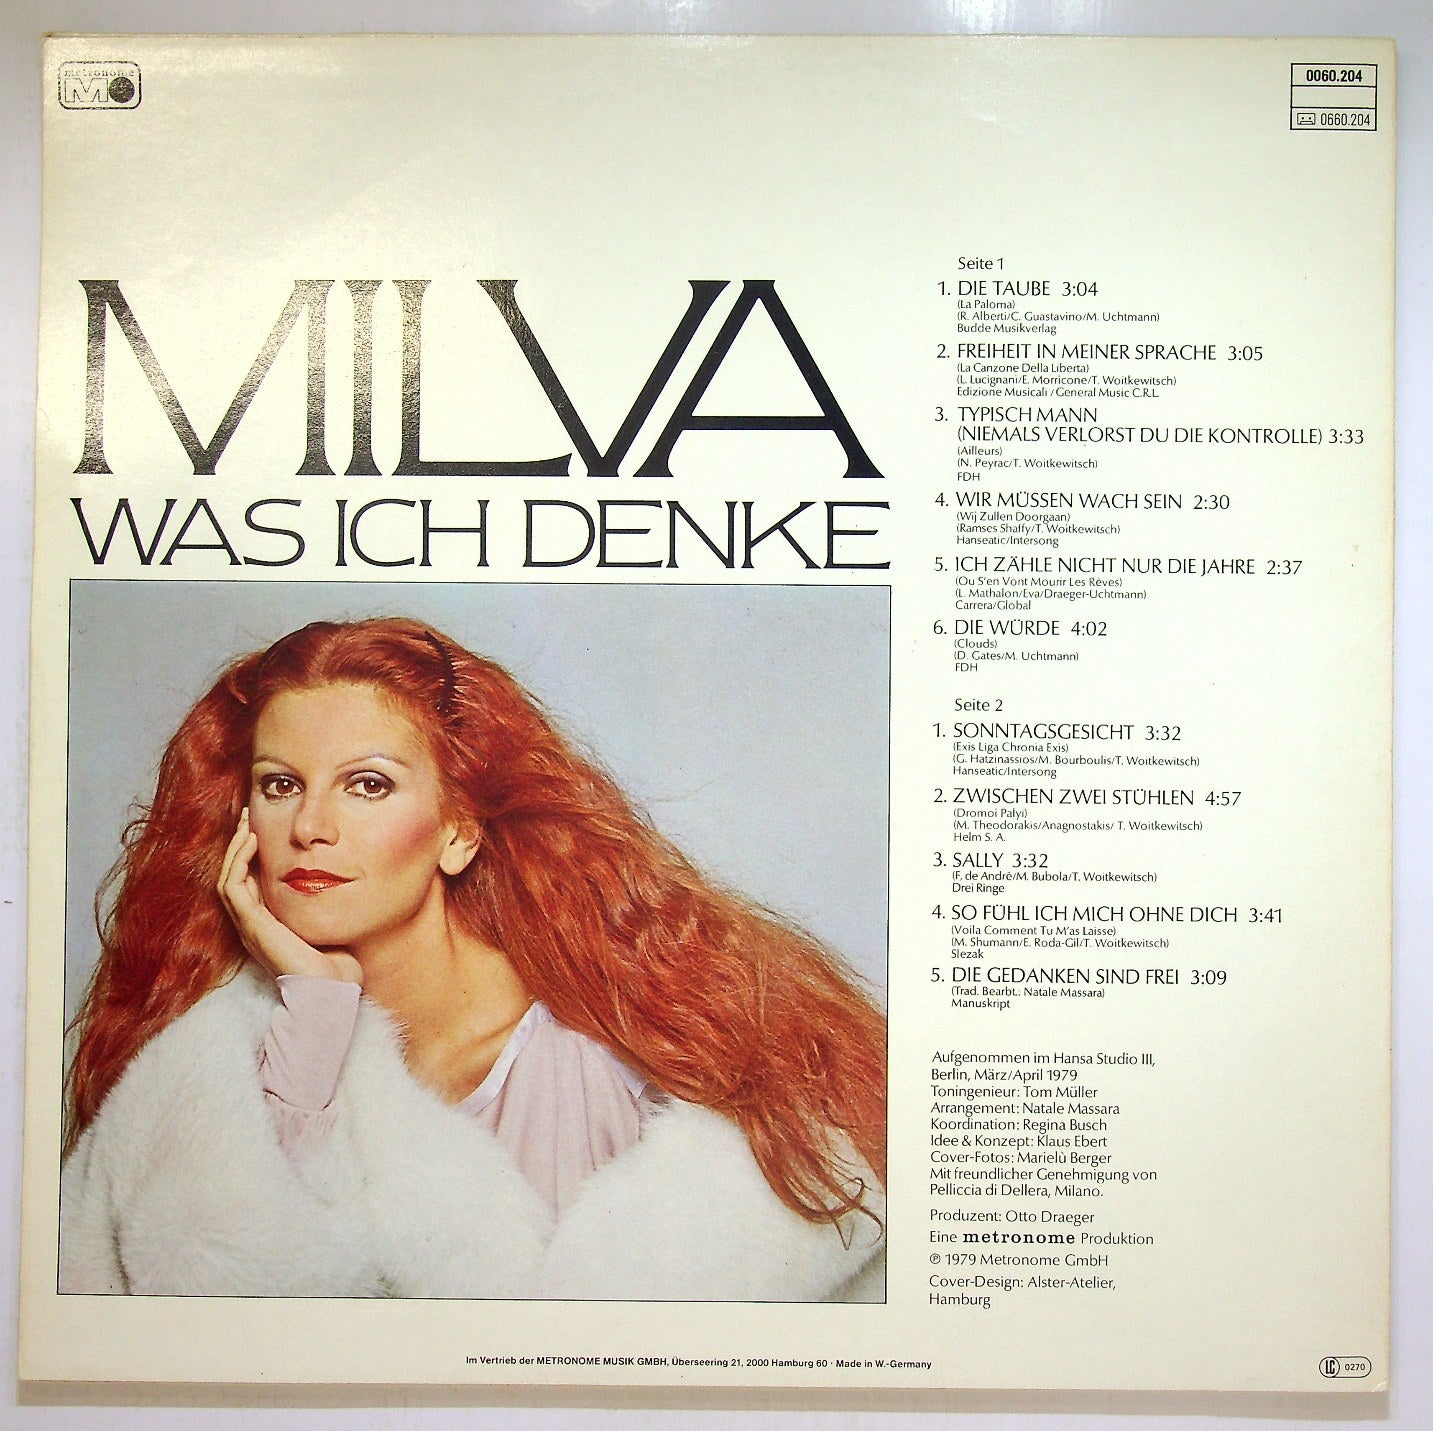 metronome
0060.204
0660.204
MILVA
WAS ICH DENKE
Seite 1
1. DIE TAUBE 3:04
(La Paloma)
(R. Alberti/C. Guastavino/M. Uchtmann)
Budde Musikverlag
2. FREIHEIT IN MEINER SPRACHE 3:05
(La Canzone Della Liberta)
(L. Lucignani/E. Morricone/T. Woitkewitsch)
Edizione Musicali / General Music C.R.L.
3. TYPISCH MANN
(NIEMALS VERLORST DU DIE KONTROLLE) 3:33
(Ailleurs)
(N. Peyrac/T. Woitkewitsch)
FDH
4. WIR MÜSSEN WACH SEIN 2:30
(Wij Zullen Doorgaan)
(Ramses Shaffy/T. Woitkewitsch)
Hanseatic/Intersong
5. ICH ZÄHLE NICHT NUR DIE JAHRE 2:37
(Ou S'en Vont Mourir Les Rêves)
(L. Mathalon/Eva/Draeger-Uchtmann)
Carrera/Global
6. DIE WÜRDE 4:02
(Clouds)
(D. Gates/M. Uchtmann)
FDH
Seite 2
1. SONNTAGSGESICHT 3:32
(Exis Liga Chronia Exis)
(G. Hatzinassios/M. Bourboulis/T. Woitkewitsch)
Hanseatic/Intersong
2. ZWISCHEN ZWEI STÜHLEN 4:57
(Dromoi Palyi)
(M. Theodorakis/Anagnostakis/ T. Woitkewitsch)
Helm S. A.
3. SALLY 3:32
(F. de André/M. Bubola/T. Woitkewitsch)
Drei Ringe
4. SO FÜHL ICH MICH OHNE DICH 3:41
(Voila Comment Tu M'as Laisse)
(M. Shumann/E. Roda-Gil/T. Woitkewitsch)
Slezak
5. DIE GEDANKEN SIND FREI 3:09
(Trad. Bearbt.: Natale Massara)
Manuskript
Aufgenommen im Hansa Studio III,
Berlin, März/April 1979
Toningenieur: Tom Müller
Arrangement: Natale Massara
Koordination: Regina Busch
Idee & Konzept: Klaus Ebert
Cover-Fotos: Marielù Berger
Mit freundlicher Genehmigung von
Pelliccia di Dellera, Milano.
Produzent: Otto Draeger
Eine metronome Produktion
℗ 1979 Metronome GmbH
Cover-Design: Alster-Atelier,
Hamburg
Im Vertrieb der METRONOME MUSIK GMBH, Überseering 21, 2000 Hamburg 60 · Made in W.-Germany
LC 0270